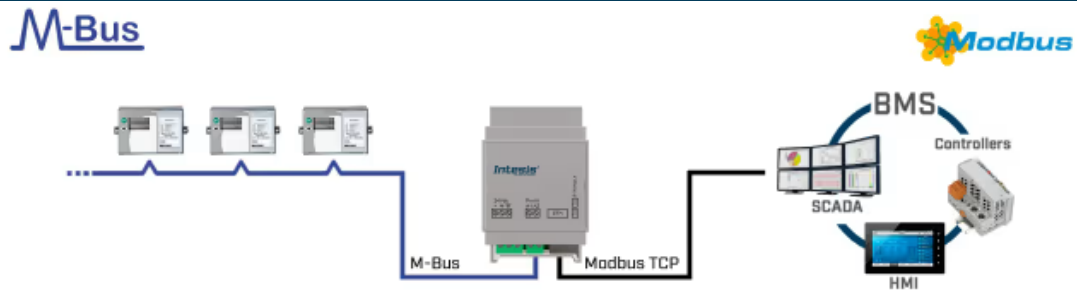 M-Bus
Modbus
BMS
Controllers
Intesis
SCADA
M-Bus
Modbus TCP
HMI